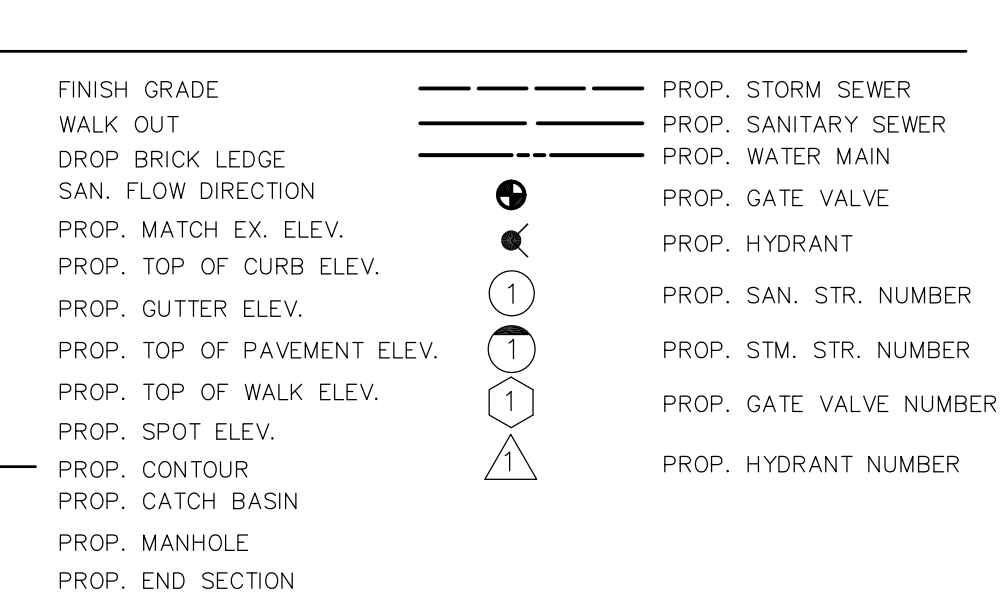 FINISH GRADE
WALK OUT
DROP BRICK LEDGE
SAN. FLOW DIRECTION
PROP. MATCH EX. ELEV.
PROP. TOP OF CURB ELEV.
PROP. GUTTER ELEV.
PROP. TOP OF PAVEMENT ELEV.
PROP. TOP OF WALK ELEV.
PROP. SPOT ELEV.
PROP. CONTOUR
PROP. CATCH BASIN
PROP. MANHOLE
PROP. END SECTION
PROP. STORM SEWER
PROP. SANITARY SEWER
PROP. WATER MAIN
PROP. GATE VALVE
PROP. HYDRANT
1 PROP. SAN. STR. NUMBER
1 PROP. STM. STR. NUMBER
1 PROP. GATE VALVE NUMBER
1 PROP. HYDRANT NUMBER